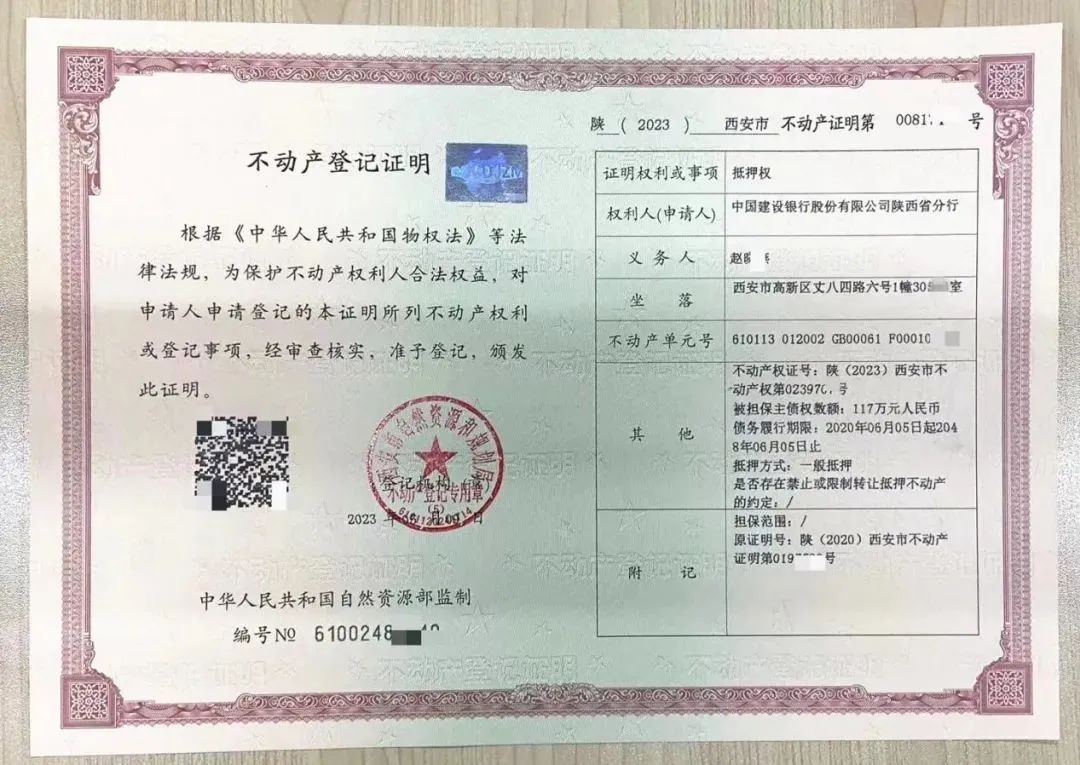 不动产登记证明
根据《中华人民共和国物权法》等法
律法规，为保护不动产权利人合法权益，对
申请人申请登记的本证明所列不动产权利
或登记事项，经审查核实，准予登记，颁发
此证明。
登记机构
不动产登记专用章
2023 年 月 日
中华人民共和国自然资源部监制
编号№ 6100248
陕 ( 2023 ) 西安市 不动产证明第 0081 号
证明权利或事项 抵押权
权利人(申请人) 中国建设银行股份有限公司陕西省分行
义务人 赵
坐落 西安市高新区丈八四路六号1幢305 室
不动产单元号 610113 012002 GB00061 F00010
其他
不动产权证号：陕（2023）西安市不
动产权第023970 号
被担保主债权数额：117万元人民币
债务履行期限：2020年06月05日起204
8年06月05日止
抵押方式：一般抵押
是否存在禁止或限制转让抵押不动产
的约定：/
附记
担保范围：/
原证明号：陕（2020）西安市不动产
证明第019 号